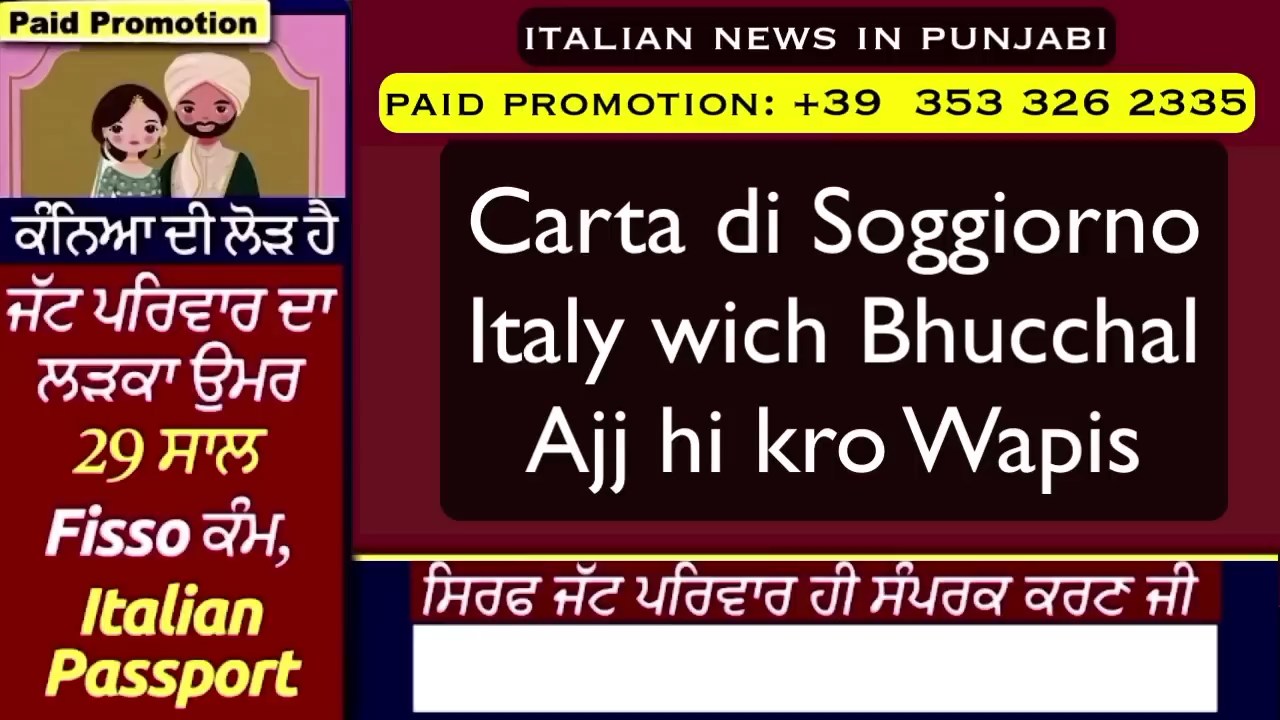 Paid Promotion
ਕੰਨਿਆ ਦੀ ਲੋੜ ਹੈ
ਜੱਟ ਪਰਿਵਾਰ ਦਾ
ਲੜਕਾ ਉਮਰ
29 ਸਾਲ
Fisso ਕੰਮ,
Italian
Passport
ITALIAN NEWS IN PUNJABI
PAID PROMOTION: +39 353 326 2335
Carta di Soggiorno
Italy wich Bhucchal
Ajj hi kro Wapis
ਸਿਰਫ ਜੱਟ ਪਰਿਵਾਰ ਹੀ ਸੰਪਰਕ ਕਰਣ ਜੀ